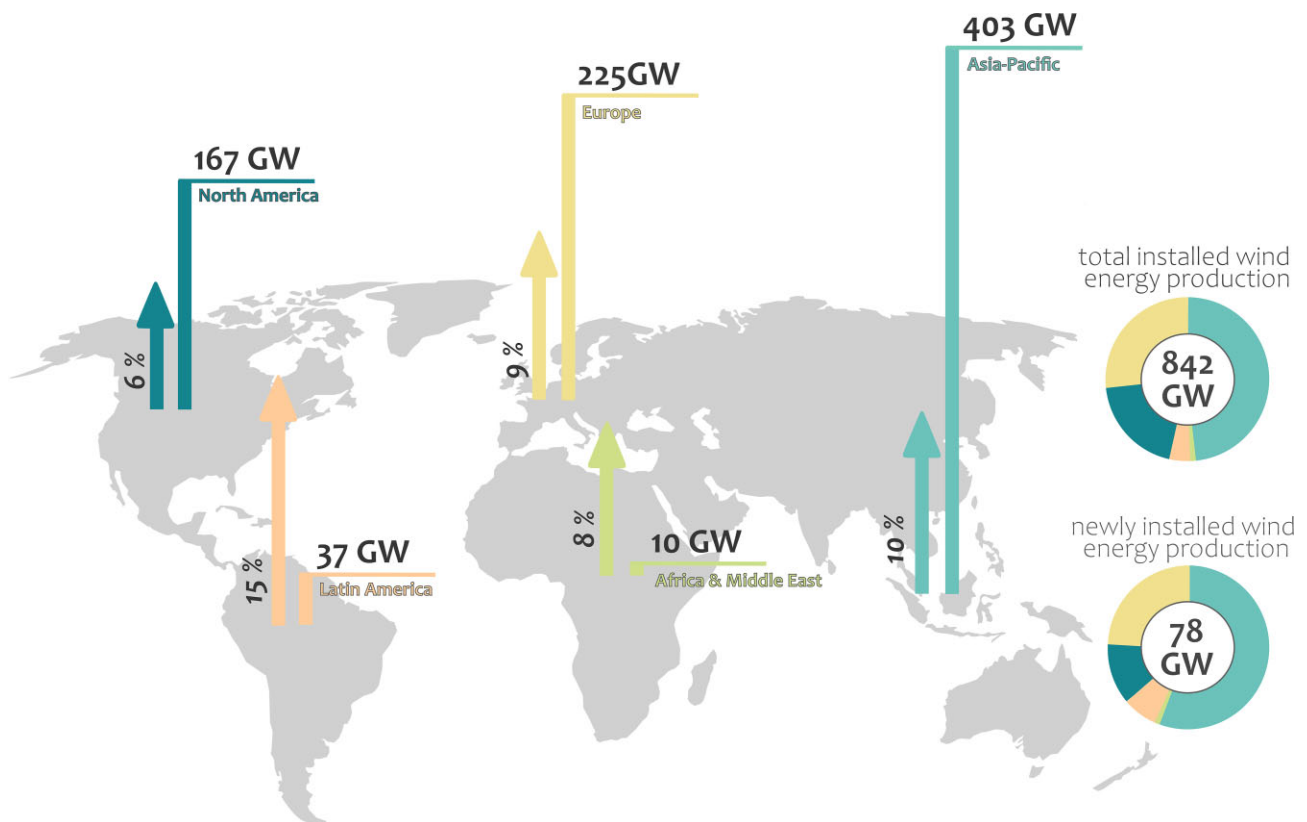 403 GW
Asia-Pacific
225GW
Europe
167 GW
North America
total installed wind
energy production
842
GW
6 %
9 %
15 %
37 GW
Latin America
8 %
10 GW
Africa & Middle East
10 %
newly installed wind
energy production
78
GW